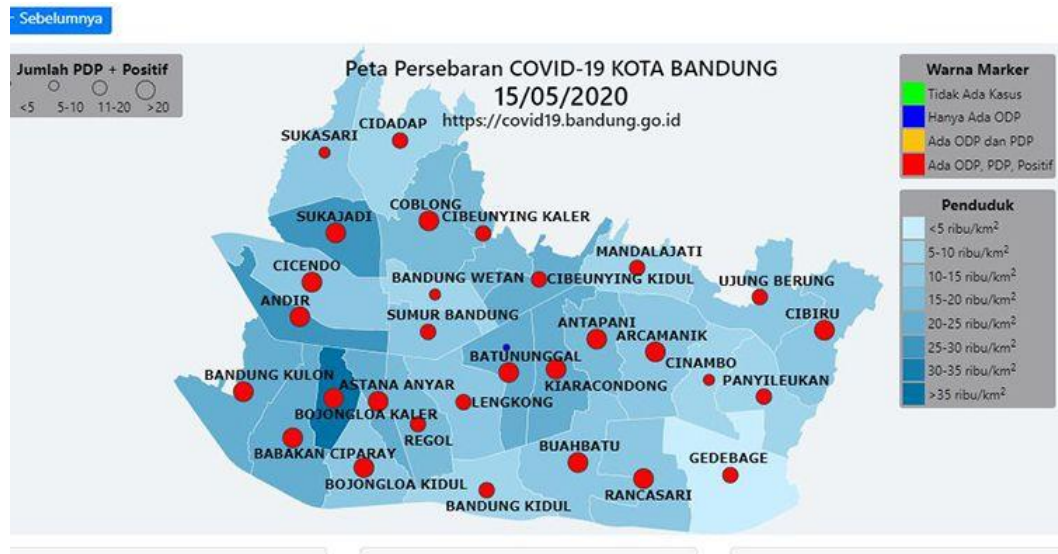 Sebelumnya
Jumlah PDP + Positif
<5 5-10 11-20 >20
Peta Persebaran COVID-19 KOTA BANDUNG
15/05/2020
https://covid19.bandung.go.id
Warna Marker
Tidak Ada Kasus
Hanya Ada ODP
Ada ODP dan PDP
Ada ODP, PDP, Positif
Penduduk
<5 ribu/km²
5-10 ribu/km²
10-15 ribu/km²
15-20 ribu/km²
20-25 ribu/km²
25-30 ribu/km²
30-35 ribu/km²
>35 ribu/km²
SUKASARI
CIDADAP
SUKAJADI
COBLONG
CIBEUNYING KALER
CICENDO
BANDUNG WETAN
CIBEUNYING KIDUL
MANDALAJATI
UJUNG BERUNG
ANDIR
SUMUR BANDUNG
ANTAPANI
ARCAMANIK
CIBIRU
BATUNUNGGAL
CINAMBO
BANDUNG KULON
ASTANA ANYAR
KIARACONDONG
PANYILEUKAN
BOJONGLOA KALER
LENGKONG
REGOL
BABAKAN CIPARAY
BUAHBATU
GEDEBAGE
BOJONGLOA KIDUL
BANDUNG KIDUL
RANCASARI